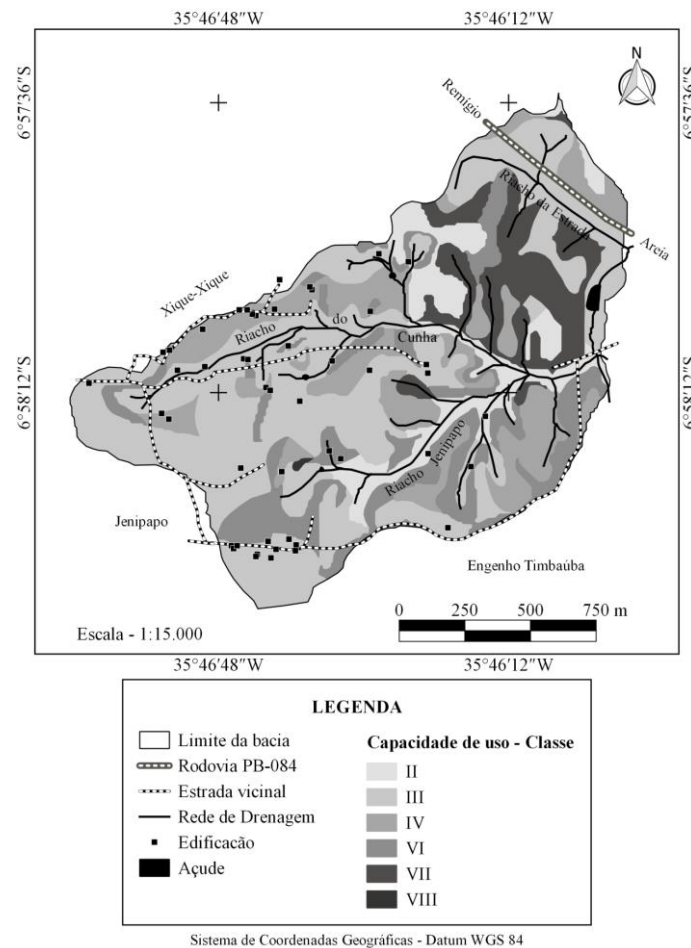 35°46'48"W 35°46'12"W
6°57'36"S 6°57'36"S
N
Remígio
Riacho da Estrada
Areia
Xique-Xique
Riacho do Cunha
6°58'12"S 6°58'12"S
Riacho Jenipapo
Jenipapo
Engenho Timbaúba
0 250 500 750 m
Escala - 1:15.000
35°46'48"W 35°46'12"W
LEGENDA
Limite da bacia
Rodovia PB-084
Estrada vicinal
Rede de Drenagem
Edificacão
Açude
Capacidade de uso - Classe
II
III
IV
VI
VII
VIII
Sistema de Coordenadas Geográficas - Datum WGS 84